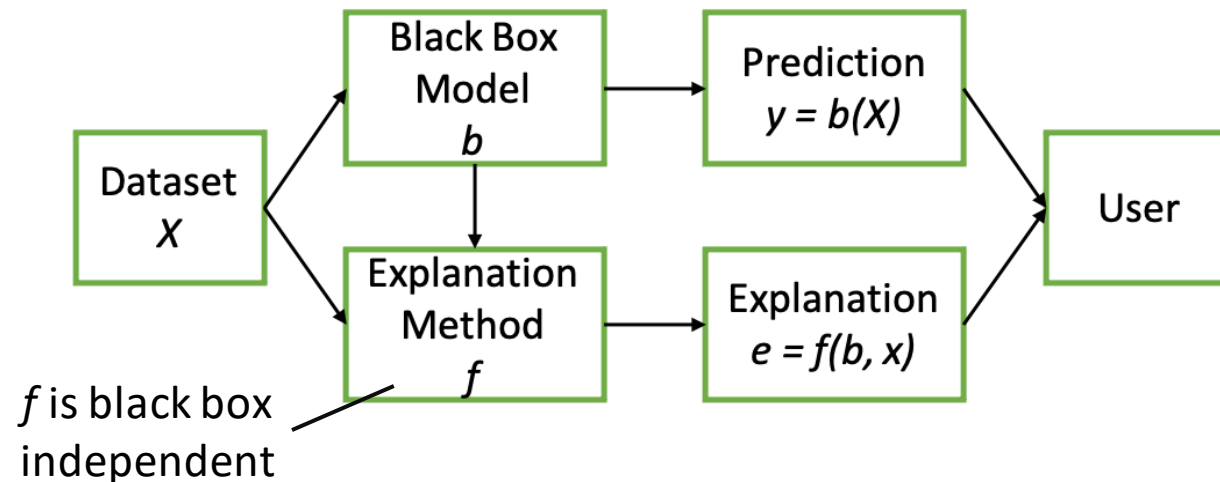 Black Box
Model
b
Prediction
y = b(X)
Dataset
X
User
Explanation
Method
f
Explanation
e = f(b, x)
f is black box
independent